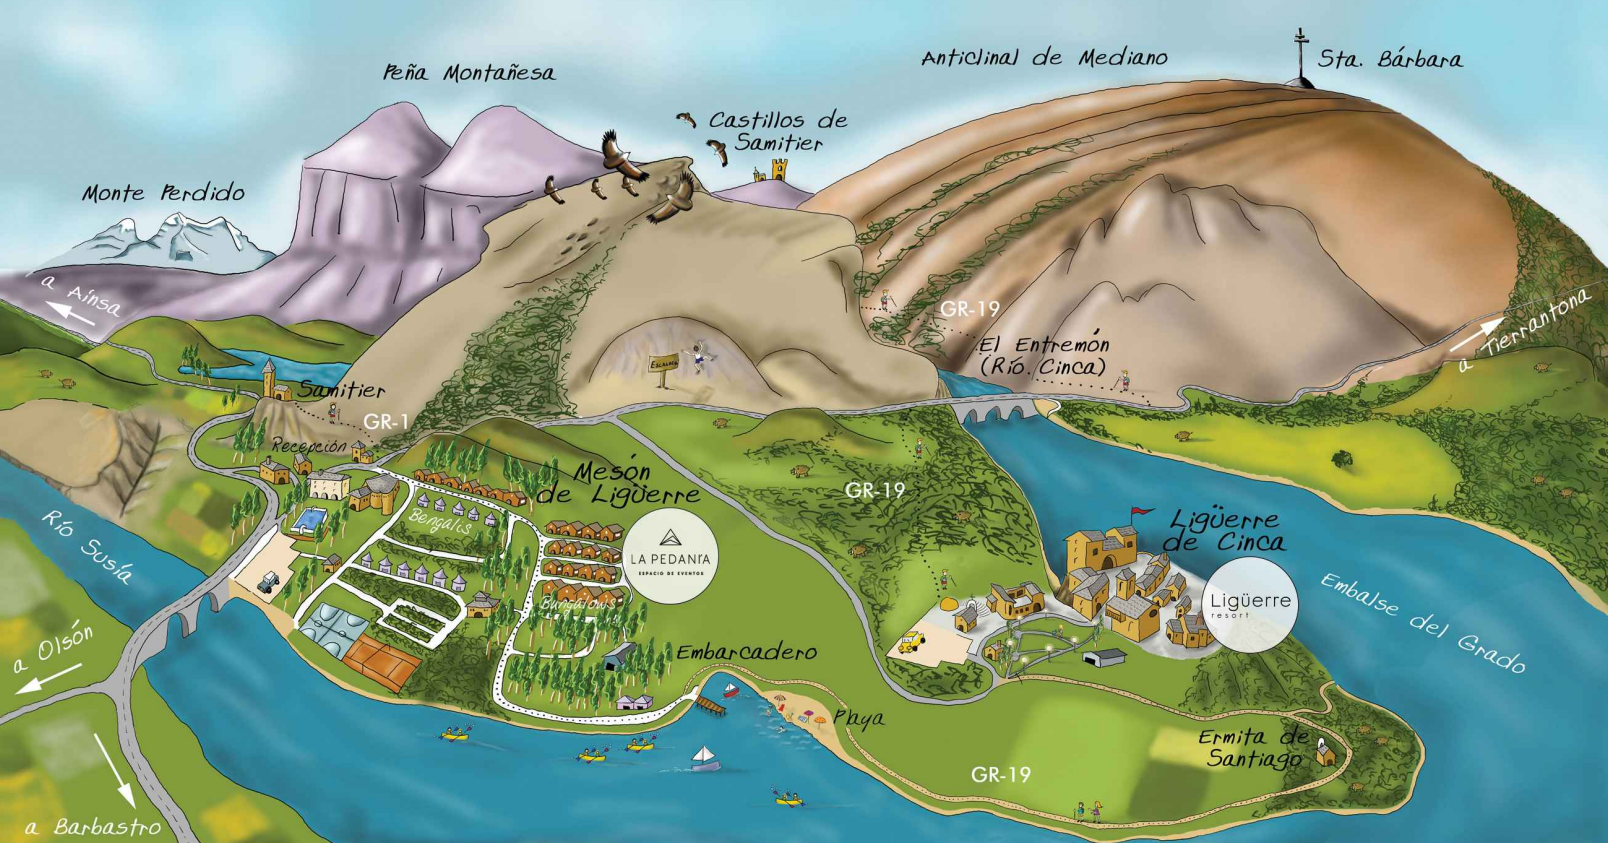 Peña Montañesa
Anticlinal de Mediano
Sta. Bárbara
Castillos de
Samitier
Monte Perdido
a Aínsa
GR-19
El Entremón
(Río. Cinca)
a Tierrantona
ESCALADA
Samitier
GR-1
Recepción
Mesón
de Ligüerre
Bengalís
GR-19
Río Susía
LA PEDANÍA
ESPACIO DE EVENTOS
Bungalows
Ligüerre
de Cinca
Ligüerre
resort
Embalse del Grado
a Olsón
Embarcadero
Playa
Ermita de
Santiago
GR-19
a Barbastro